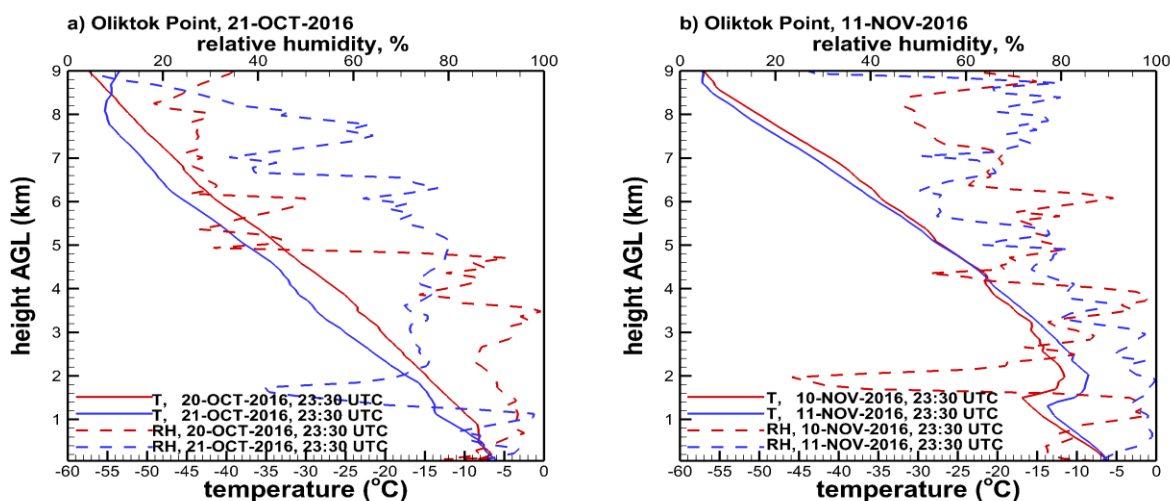 a) Oliktok Point, 21-OCT-2016
relative humidity, %
0 20 40 60 80 100
9
8
7
6
5
4
3
2
1
height AGL (km)
T, 20-OCT-2016, 23:30 UTC
T, 21-OCT-2016, 23:30 UTC
RH, 20-OCT-2016, 23:30 UTC
RH, 21-OCT-2016, 23:30 UTC
-60 -55 -50 -45 -40 -35 -30 -25 -20 -15 -10 -5 0
temperature (°C)
b) Oliktok Point, 11-NOV-2016
relative humidity, %
0 20 40 60 80 100
9
8
7
6
5
4
3
2
1
height AGL (km)
T, 10-NOV-2016, 23:30 UTC
T, 11-NOV-2016, 23:30 UTC
RH, 10-NOV-2016, 23:30 UTC
RH, 11-NOV-2016, 23:30 UTC
-60 -55 -50 -45 -40 -35 -30 -25 -20 -15 -10 -5 0
temperature (°C)